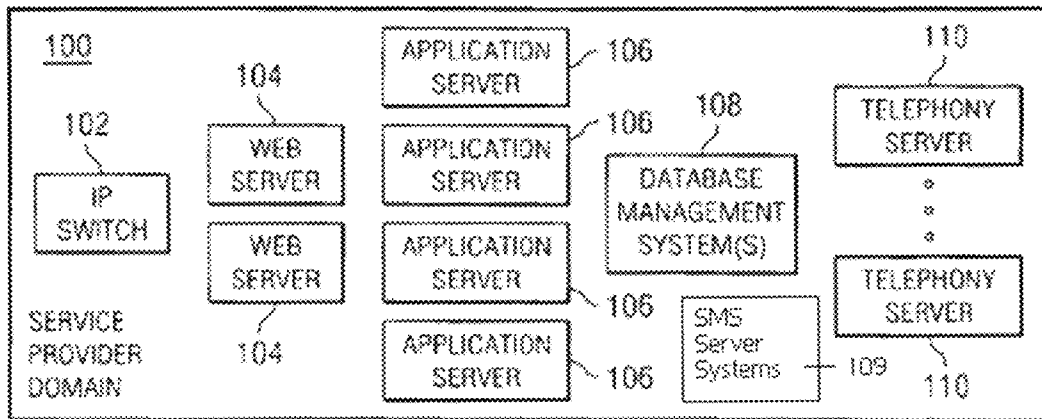 100
102
IP
SWITCH
SERVICE
PROVIDER
DOMAIN
104
WEB
SERVER
WEB
SERVER
104
APPLICATION
SERVER
106
APPLICATION
SERVER
106
APPLICATION
SERVER
106
APPLICATION
SERVER
106
108
DATABASE
MANAGEMENT
SYSTEM(S)
SMS
Server
Systems
109
110
TELEPHONY
SERVER
TELEPHONY
SERVER
110